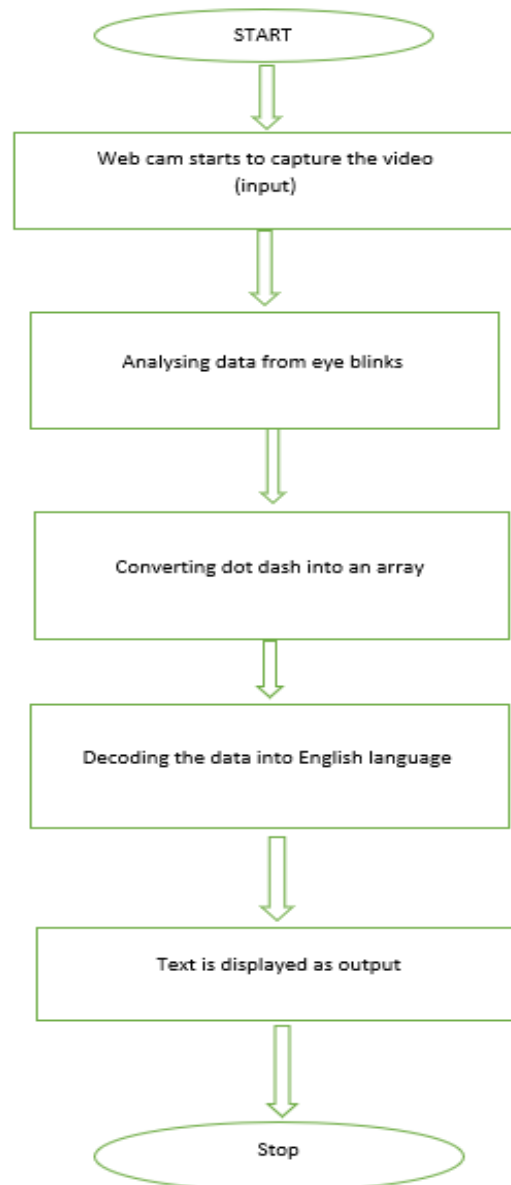 START
Web cam starts to capture the video
(input)
Analysing data from eye blinks
Converting dot dash into an array
Decoding the data into English language
Text is displayed as output
Stop